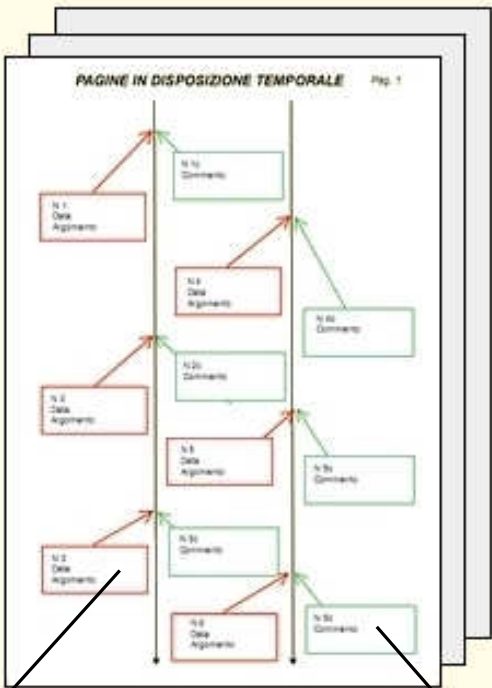 PAGINE IN DISPOSIZIONE TEMPORALE Pag. 1
Commento
N 1
Data
Argomento
N 4
Data
Argomento
Commento
Commento
N 2
Data
Argomento
N 5
Data
Argomento
Commento
Commento
N 3
Data
Argomento
N 6
Data
Argomento
Commento